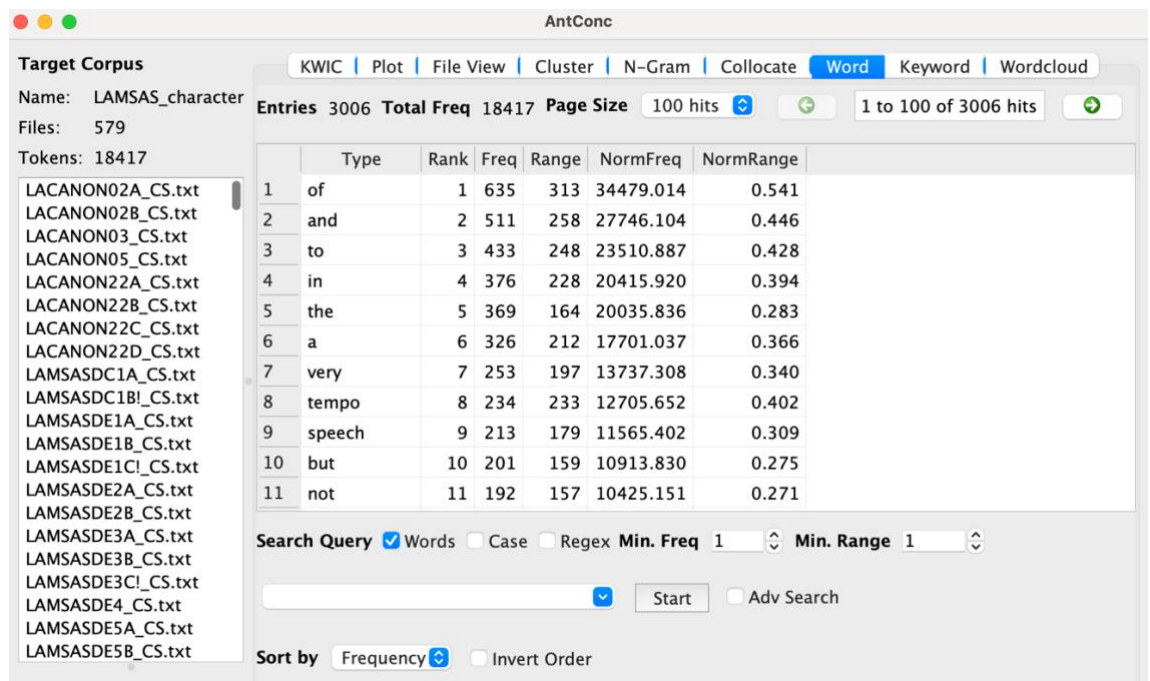 AntConc
Target Corpus
Name: LAMSAS_character
Files: 579
Tokens: 18417
LACANON02A_CS.txt
LACANON02B_CS.txt
LACANON03_CS.txt
LACANON05_CS.txt
LACANON22A_CS.txt
LACANON22B_CS.txt
LACANON22C_CS.txt
LACANON22D_CS.txt
LAMSASDC1A_CS.txt
LAMSASDC1B!_CS.txt
LAMSASDE1A_CS.txt
LAMSASDE1B_CS.txt
LAMSASDE1C!_CS.txt
LAMSASDE2A_CS.txt
LAMSASDE2B_CS.txt
LAMSASDE3A_CS.txt
LAMSASDE3B_CS.txt
LAMSASDE3C!_CS.txt
LAMSASDE4_CS.txt
LAMSASDE5A_CS.txt
LAMSASDE5B_CS.txt
KWIC Plot File View Cluster N-Gram Collocate Word Keyword Wordcloud
Entries 3006 Total Freq 18417 Page Size 100 hits 1 to 100 of 3006 hits
Type Rank Freq Range NormFreq NormRange
1 of 1 635 313 34479.014 0.541
2 and 2 511 258 27746.104 0.446
3 to 3 433 248 23510.887 0.428
4 in 4 376 228 20415.920 0.394
5 the 5 369 164 20035.836 0.283
6 a 6 326 212 17701.037 0.366
7 very 7 253 197 13737.308 0.340
8 tempo 8 234 233 12705.652 0.402
9 speech 9 213 179 11565.402 0.309
10 but 10 201 159 10913.830 0.275
11 not 11 192 157 10425.151 0.271
Search Query Words Case Regex Min. Freq 1 Min. Range 1
Start Adv Search
Sort by Frequency Invert Order